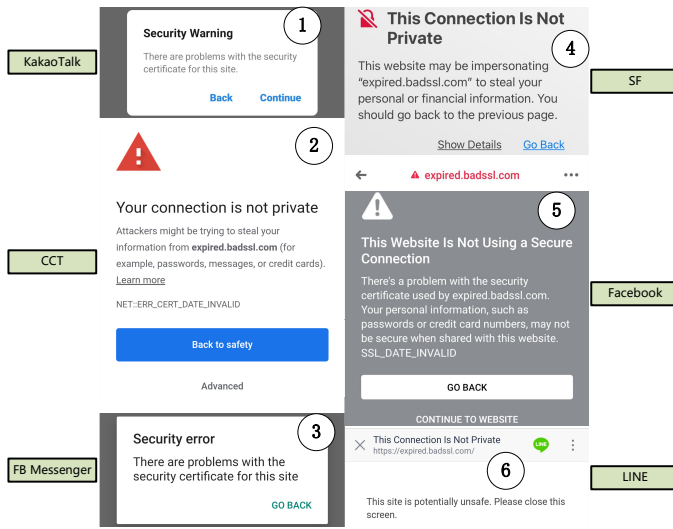 KakaoTalk
1
Security Warning
There are problems with the security
certificate for this site.
Back Continue
CCT
2
Your connection is not private
Attackers might be trying to steal your
information from expired.badssl.com (for
example, passwords, messages, or credit cards).
Learn more
NET::ERR_CERT_DATE_INVALID
Back to safety
Advanced
FB Messenger
3
Security error
There are problems with the
security certificate for this site
GO BACK
SF
4
This Connection Is Not
Private
This website may be impersonating
“expired.badssl.com” to steal your
personal or financial information. You
should go back to the previous page.
Show Details Go Back
Facebook
expired.badssl.com
5
This Website Is Not Using a Secure
Connection
There's a problem with the security
certificate used by expired.badssl.com.
Your personal information, such as
passwords or credit card numbers, may not
be secure when shared with this website.
SSL_DATE_INVALID
GO BACK
CONTINUE TO WEBSITE
LINE
This Connection Is Not Private
https://expired.badssl.com/
LINE
6
This site is potentially unsafe. Please close this
screen.